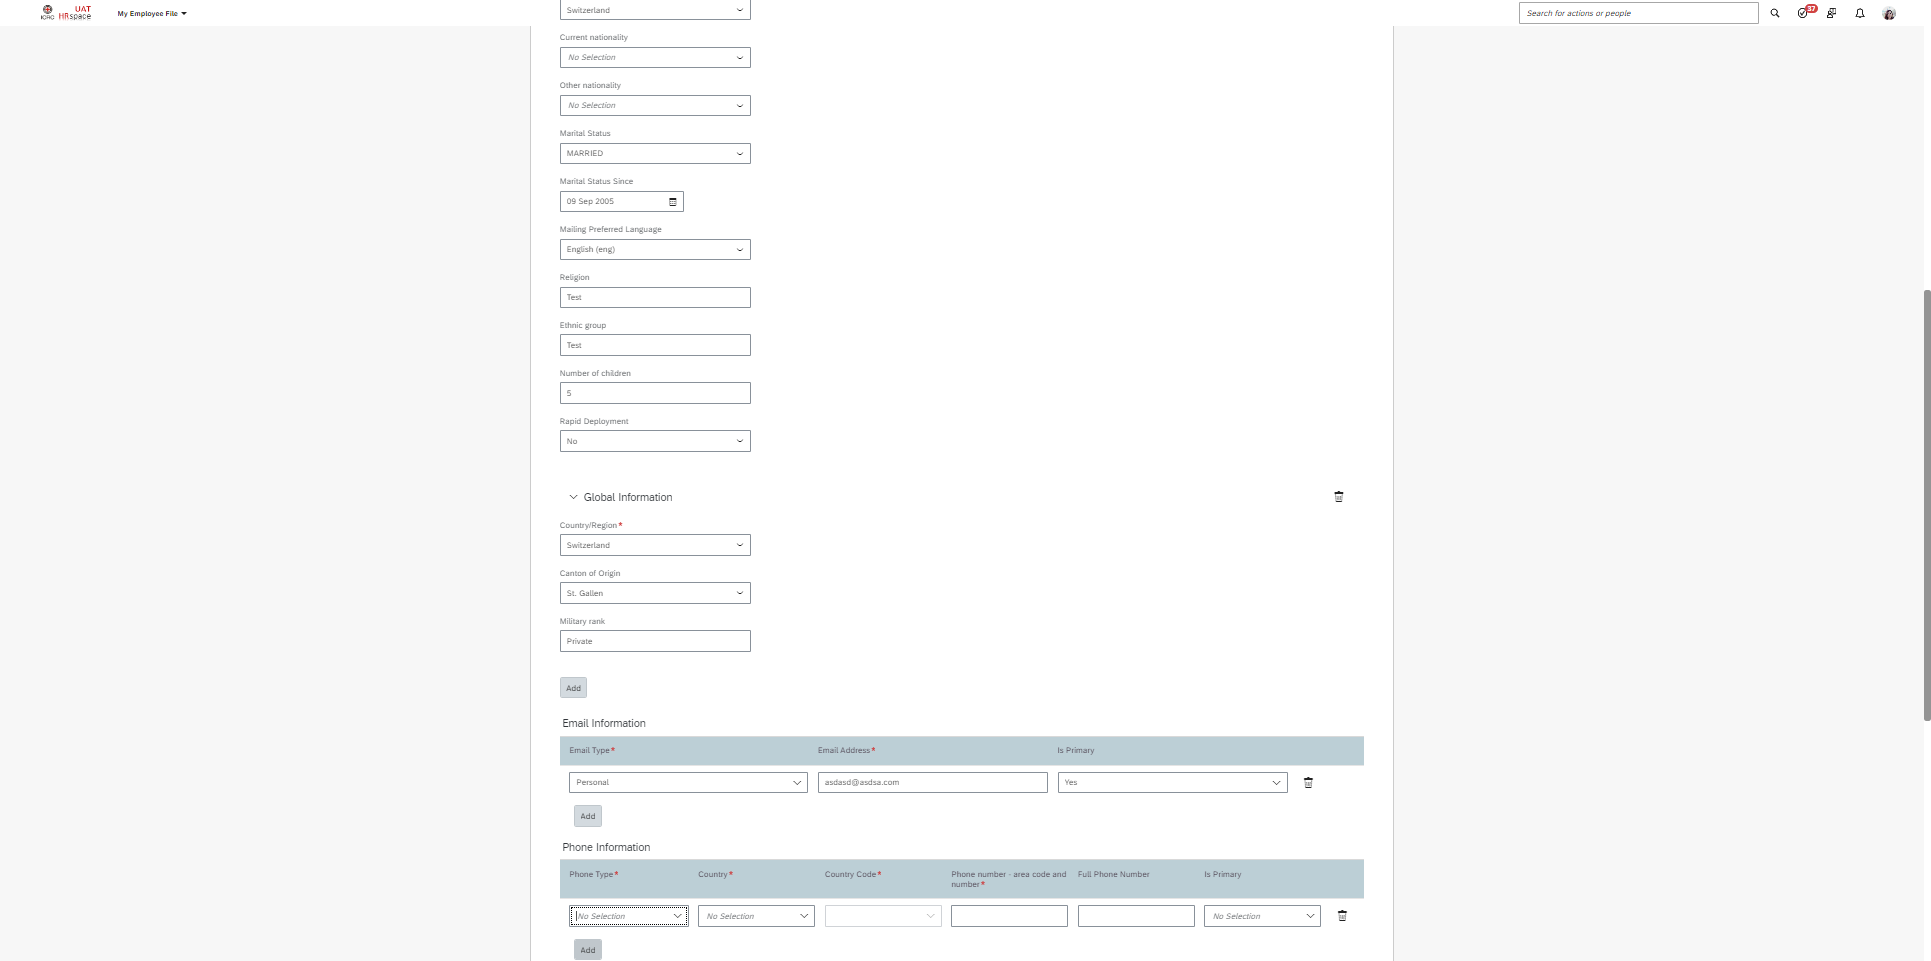 ICRC
UAT
HRspace
My Employee File
Search for actions or people
37
Switzerland
Current nationality
No Selection
Other nationality
No Selection
Marital Status
MARRIED
Marital Status Since
09 Sep 2005
Mailing Preferred Language
English (eng)
Religion
Test
Ethnic group
Test
Number of children
5
Rapid Deployment
No
Global Information
Country/Region*
Switzerland
Canton of Origin
St. Gallen
Military rank
Private
Add
Email Information
Email Type* Email Address* Is Primary
Personal asdasd@asdsa.com Yes
Add
Phone Information
Phone Type* Country* Country Code* Phone number - area code and number* Full Phone Number Is Primary
No Selection No Selection No Selection
Add